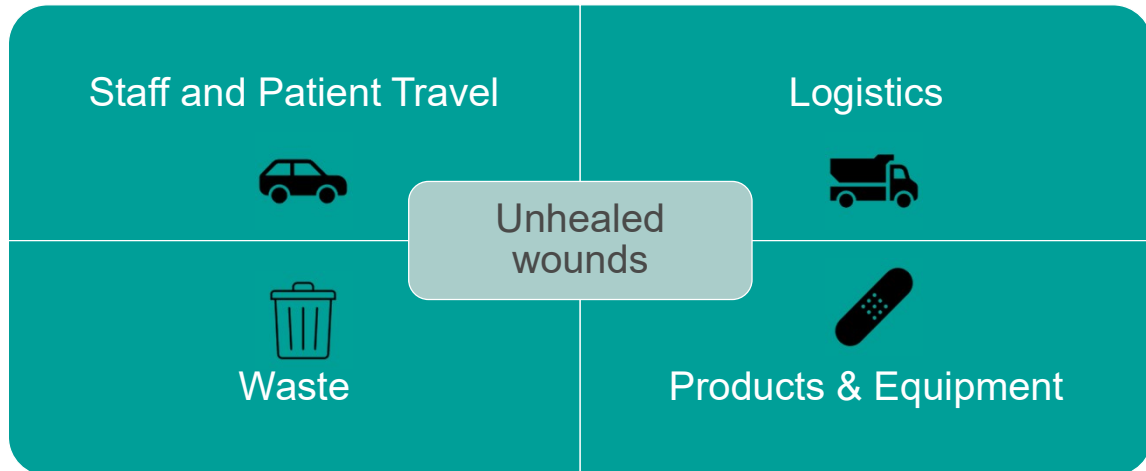 Staff and Patient Travel
Logistics
Unhealed
wounds
Waste
Products & Equipment